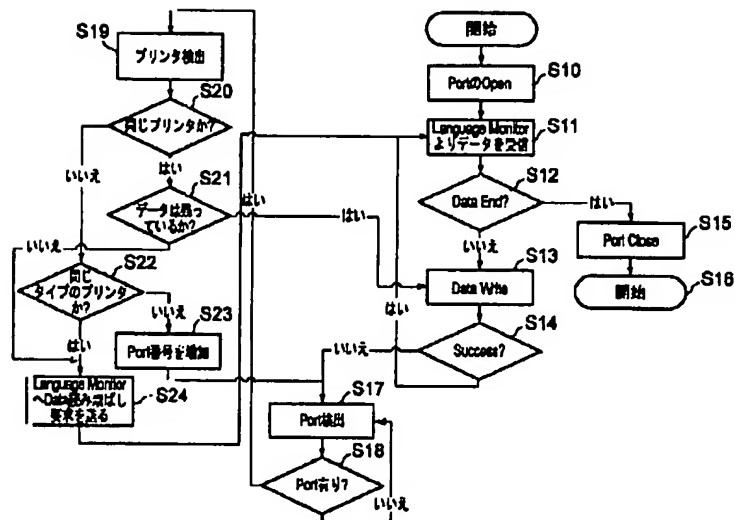 開始
S10
PortのOpen
S11
Language Monitor
よりデータを受信
S12
Data End?
はい
いいえ
S15
Port Close
S16
開始
S13
Data Write
S14
Success?
はい
いいえ
S17
Port検出
S18
Port有り?
いいえ
はい
S19
プリンタ検出
S20
同じプリンタか?
いいえ
はい
S21
データは残っ
ているか?
はい
いいえ
S22
同じ
タイプのプリンタ
か?
いいえ
はい
S23
Port番号を増加
S24
Language Monitor
へData読み飛ばし
要求を送る